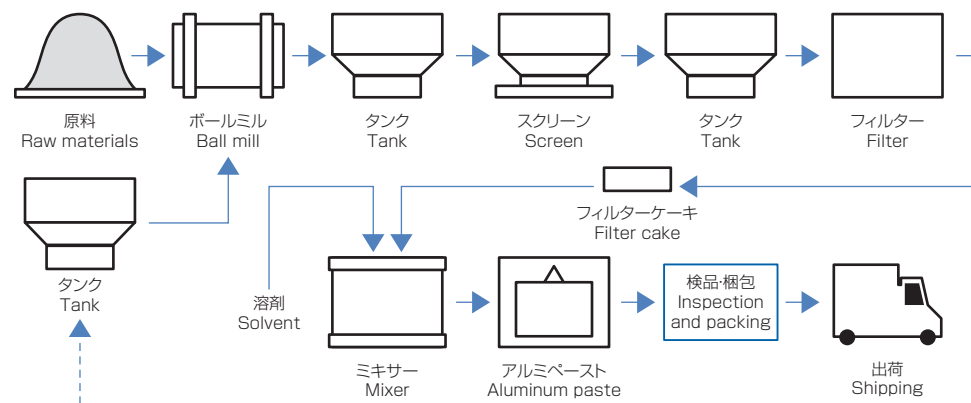 原料
Raw materials
ボールミル
Ball mill
タンク
Tank
スクリーン
Screen
タンク
Tank
フィルター
Filter
タンク
Tank
フィルターケーキ
Filter cake
溶剤
Solvent
ミキサー
Mixer
アルミペースト
Aluminum paste
検品・梱包
Inspection
and packing
出荷
Shipping